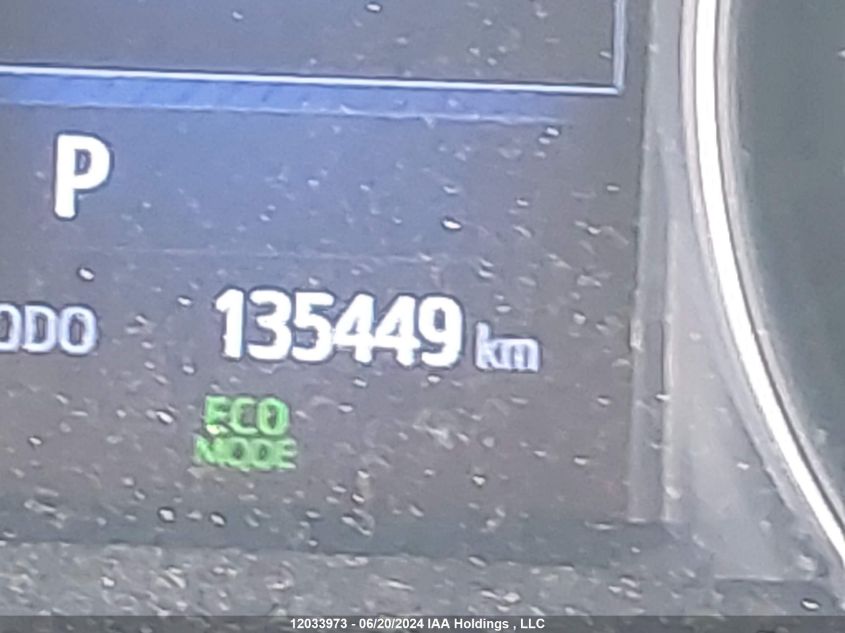 P
ODO 135449 km
ECO
MODE
12033973 - 06/20/2024 IAA Holdings , LLC